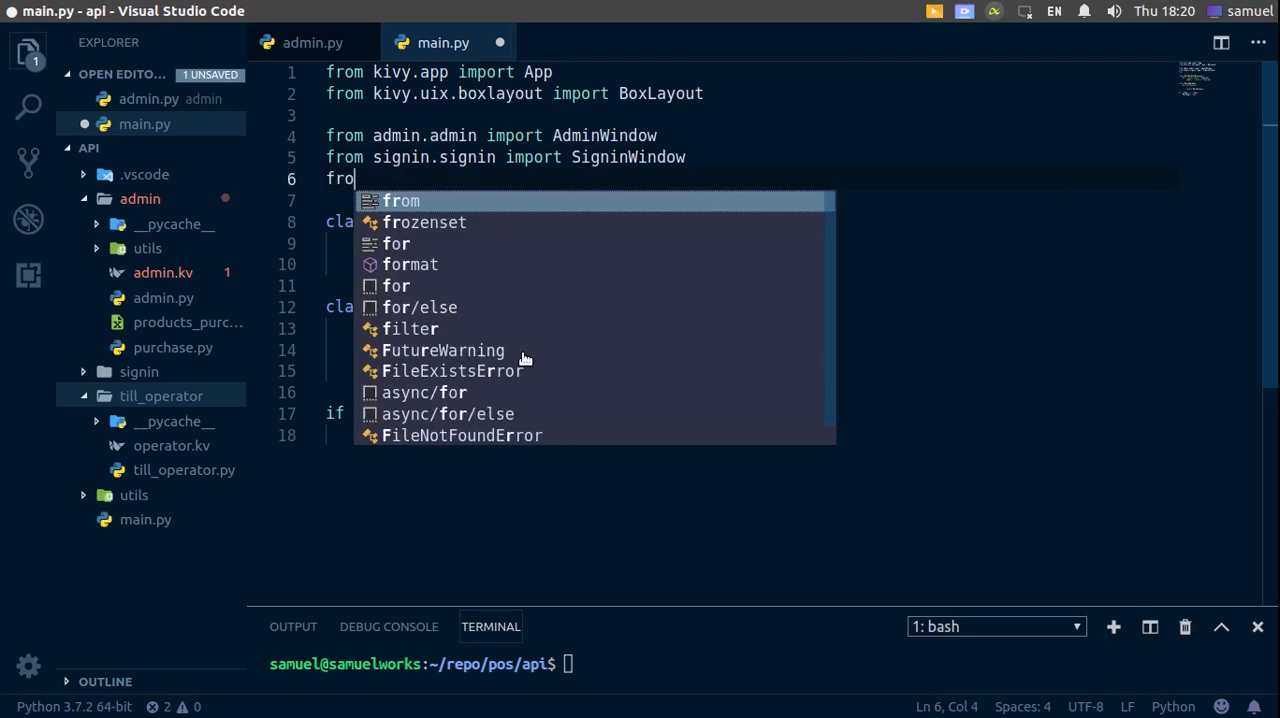 main.py - api - Visual Studio Code
EN
Thu 18:20
samuel
EXPLORER
admin.py
main.py
OPEN EDITO... 1 UNSAVED
admin.py admin
main.py
API
.vscode
admin
__pycache__
utils
admin.kv 1
admin.py
products_purc...
purchase.py
signin
till_operator
__pycache__
operator.kv
till_operator.py
utils
main.py
OUTLINE
1
1 from kivy.app import App
2 from kivy.uix.boxlayout import BoxLayout
3
4 from admin.admin import AdminWindow
5 from signin.signin import SigninWindow
6 fro
7
8 cla
9
10
11
12 cla
13
14
15
16
17 if
18
from
frozenset
for
format
for
for/else
filter
FutureWarning
FileExistsError
async/for
async/for/else
FileNotFoundError
OUTPUT
DEBUG CONSOLE
TERMINAL
1: bash
samuel@samuelworks:~/repo/pos/api$
Python 3.7.2 64-bit
2
0
Ln 6, Col 4
Spaces: 4
UTF-8
LF
Python